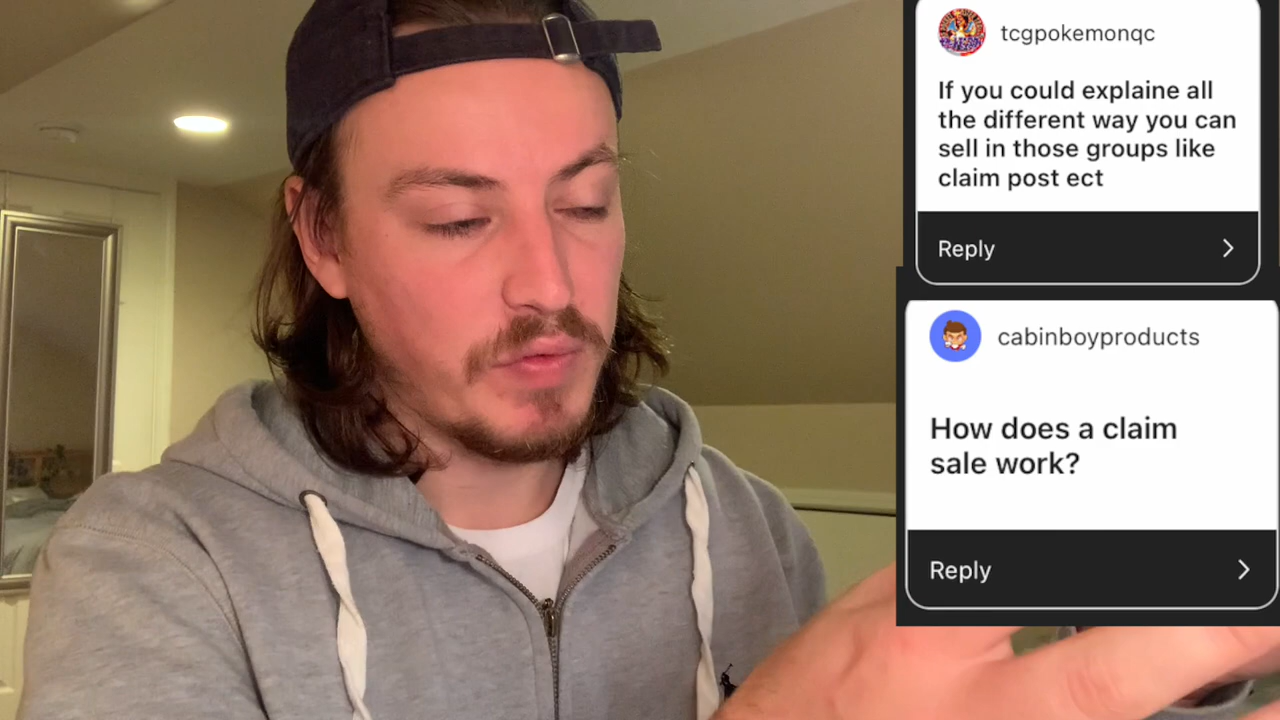 tcgpokemonqc
If you could explaine all
the different way you can
sell in those groups like
claim post ect
Reply
cabinboyproducts
How does a claim
sale work?
Reply